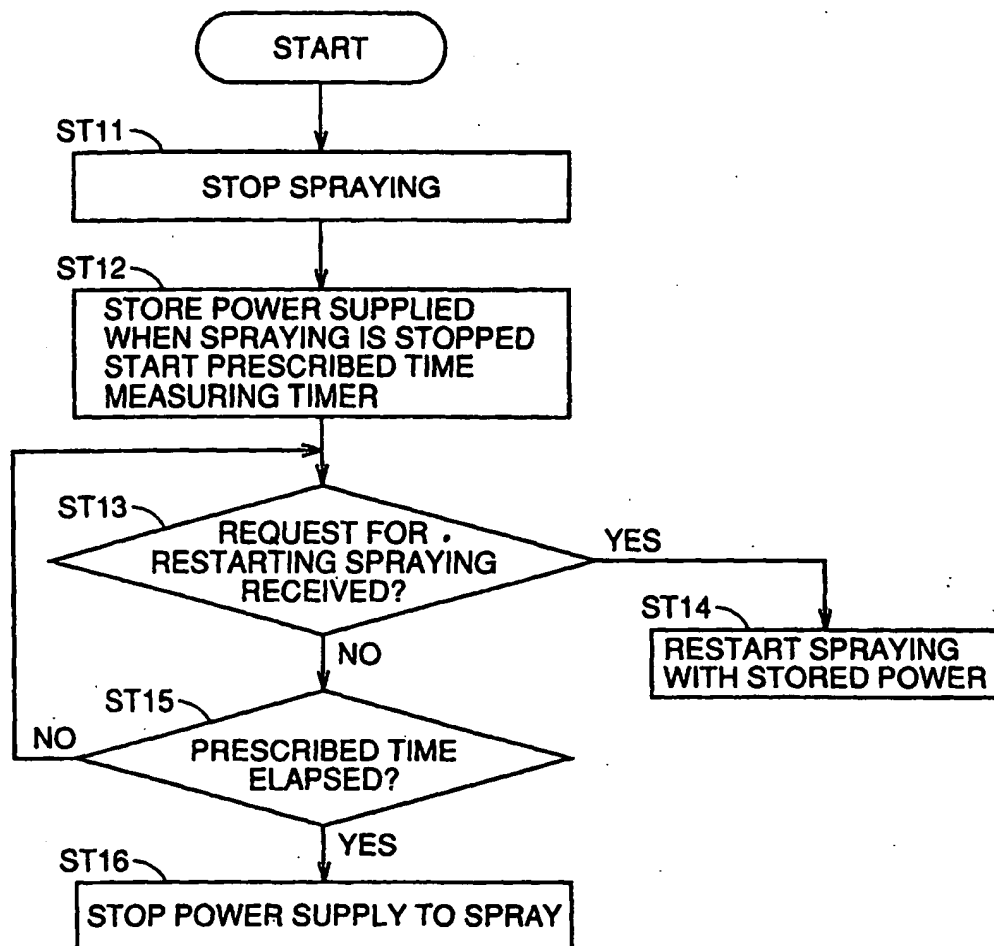 START
ST11
STOP SPRAYING
ST12
STORE POWER SUPPLIED
WHEN SPRAYING IS STOPPED
START PRESCRIBED TIME
MEASURING TIMER
ST13
REQUEST FOR
RESTARTING SPRAYING
RECEIVED?
YES
NO
ST14
RESTART SPRAYING
WITH STORED POWER
ST15
NO
PRESCRIBED TIME
ELAPSED?
YES
ST16
STOP POWER SUPPLY TO SPRAY